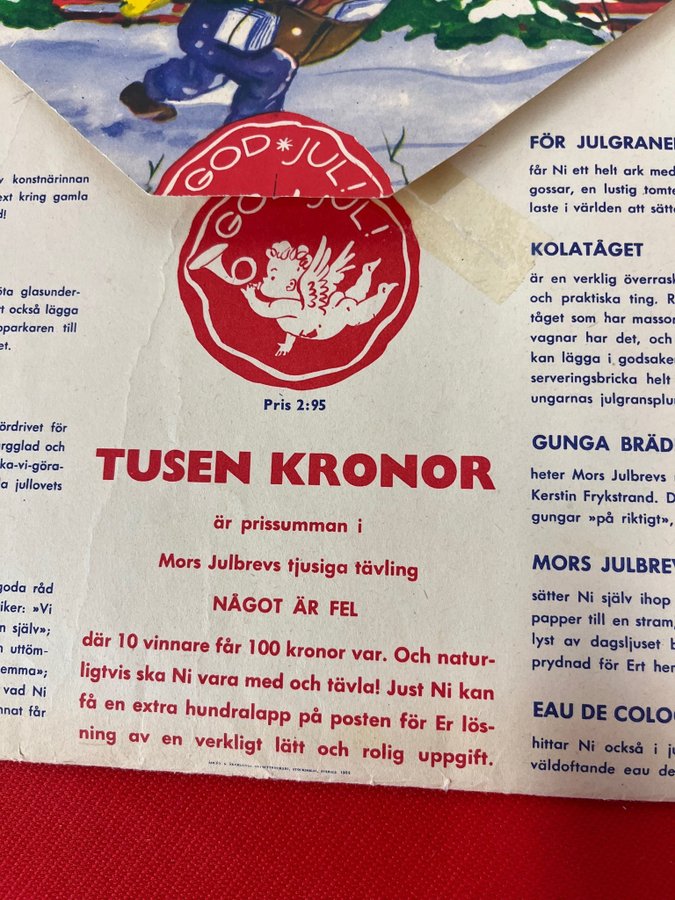 GOD * JUL!
GOD * JUL!
Pris 2:95
TUSEN KRONOR
är prissumman i
Mors Julbrevs tjusiga tävling
NÅGOT ÄR FEL
där 10 vinnare får 100 kronor var. Och natur-
ligtvis ska Ni vara med och tävla! Just Ni kan
få en extra hundralapp på posten för Er lös-
ning av en verkligt lätt och rolig uppgift.
konstnärinnan
ext kring gamla
glasunder-
också lägga
pparkaren till
et.
ördrivet för
rgglad och
ka-vi-göra-
jullovets
goda råd
iker: »Vi
n själv»;
uttöm-
emma»;
vad Ni
nnat får
FÖR JULGRANE
får Ni ett helt ark med
gossar, en lustig tomte
laste i världen att sätt
KOLATÅGET
är en verklig överras
och praktiska ting. R
tåget som har massor
vagnar har det, och
kan lägga i godsake
serveringsbricka helt
ungarnas julgransplu
GUNGA BRÄD
heter Mors Julbrevs
Kerstin Frykstrand. D
gungar »på riktigt»,
MORS JULBREV
sätter Ni själv ihop
papper till en stram,
lyst av dagsljuset
prydnad för Ert he
EAU DE COLO
hittar Ni också i ju
väldoftande eau de